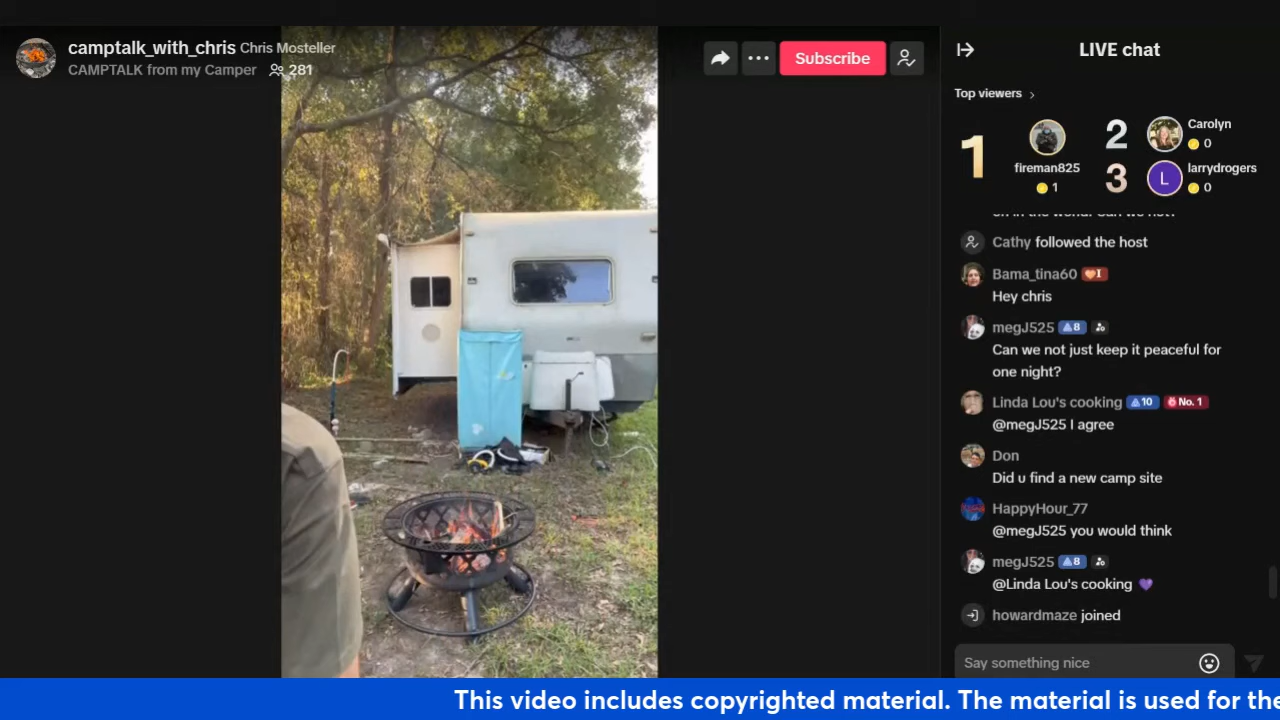 camptalk_with_chris Chris Mosteller
CAMPTALK from my Camper 281
Subscribe
LIVE chat
Top viewers
1
fireman825
1
2
Carolyn
0
3
L
larrydrogers
0
Cathy followed the host
Bama_tina60 I
Hey chris
megJ525 8
Can we not just keep it peaceful for
one night?
Linda Lou's cooking 10 No. 1
@megJ525 I agree
Don
Did u find a new camp site
HappyHour_77
@megJ525 you would think
megJ525 8
@Linda Lou's cooking 💜
howardmaze joined
Say something nice
This video includes copyrighted material. The material is used for the